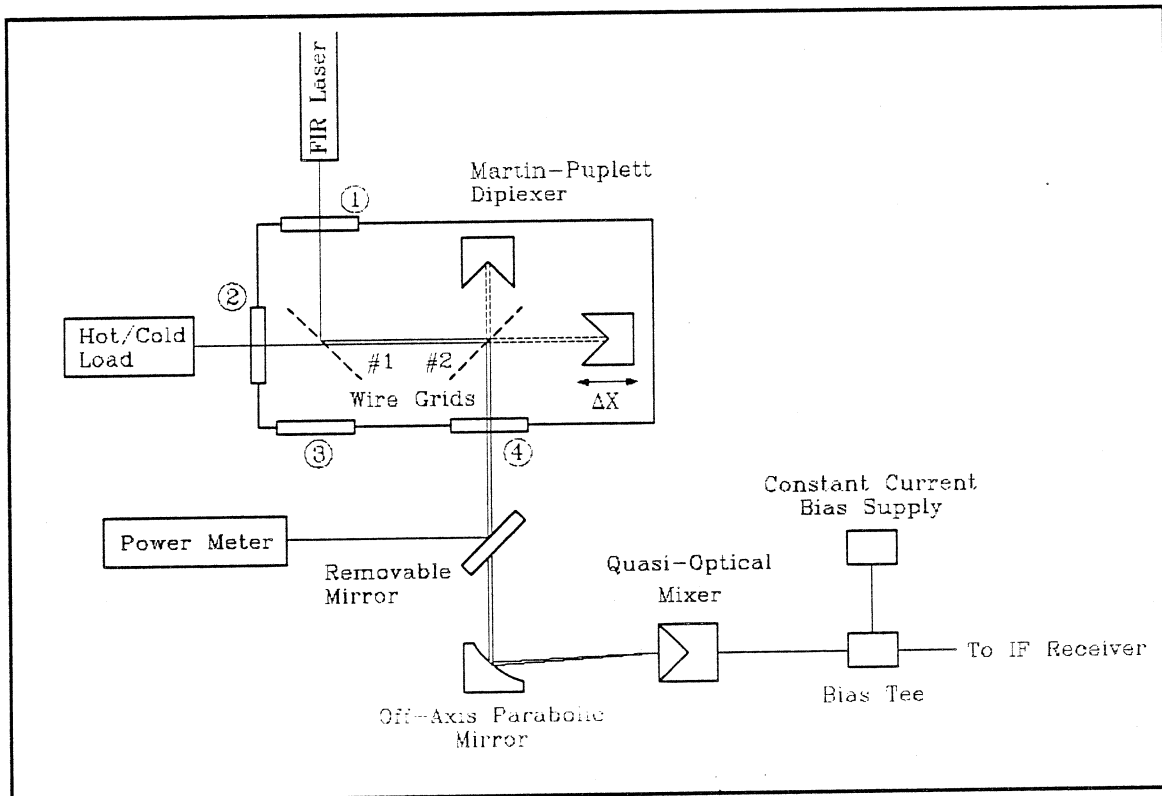 FIR Laser
Martin-Puplett
Diplexer
①
②
Hot/Cold
Load
#1
#2
Wire Grids
ΔX
③
④
Constant Current
Bias Supply
Power Meter
Removable
Mirror
Quasi-Optical
Mixer
To IF Receiver
Bias Tee
Off-Axis Parabolic
Mirror